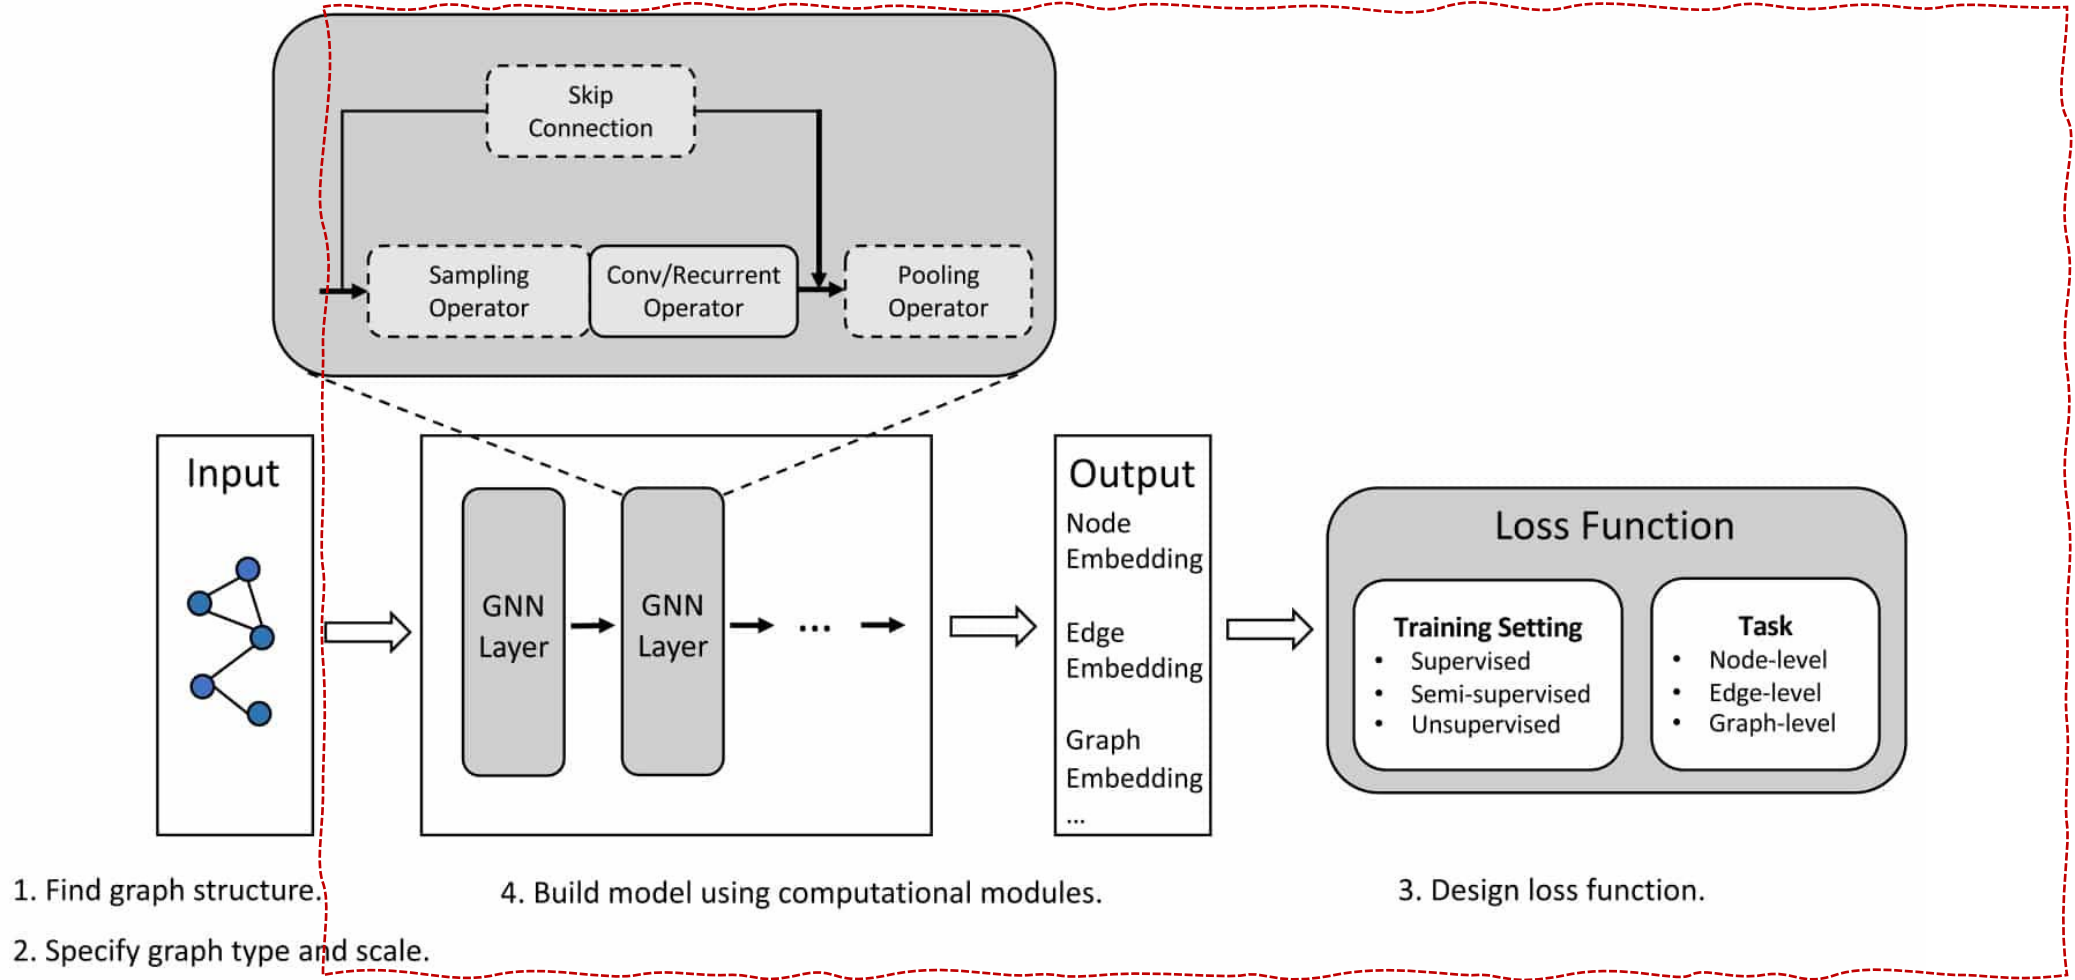 Skip
Connection
Sampling
Operator
Conv/Recurrent
Operator
Pooling
Operator
Input
GNN
Layer
GNN
Layer
...
Output
Node
Embedding
Edge
Embedding
Graph
Embedding
...
Loss Function
Training Setting
• Supervised
• Semi-supervised
• Unsupervised
Task
• Node-level
• Edge-level
• Graph-level
1. Find graph structure.
2. Specify graph type and scale.
4. Build model using computational modules.
3. Design loss function.